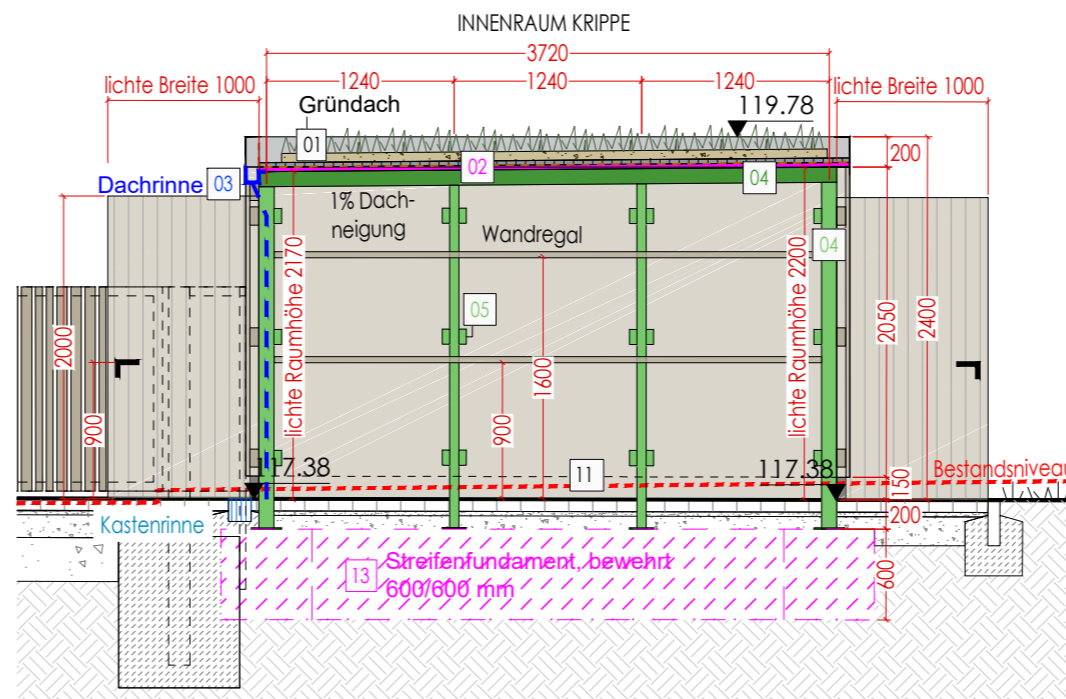 INNENRAUM KRIPPE
3720
lichte Breite 1000
1240
1240
1240
lichte Breite 1000
Gründach
119.78
01
200
02
04
Dachrinne 03
1% Dach-
neigung
Wandregal
04
lichte Raumhöhe 2170
lichte Raumhöhe 2200
05
2000
2050
2400
1600
900
900
117.38
11
117.38
Bestandsniveau
150
200
Kastenrinne
13
Streifenfundament, bewehrt
600/600 mm
600